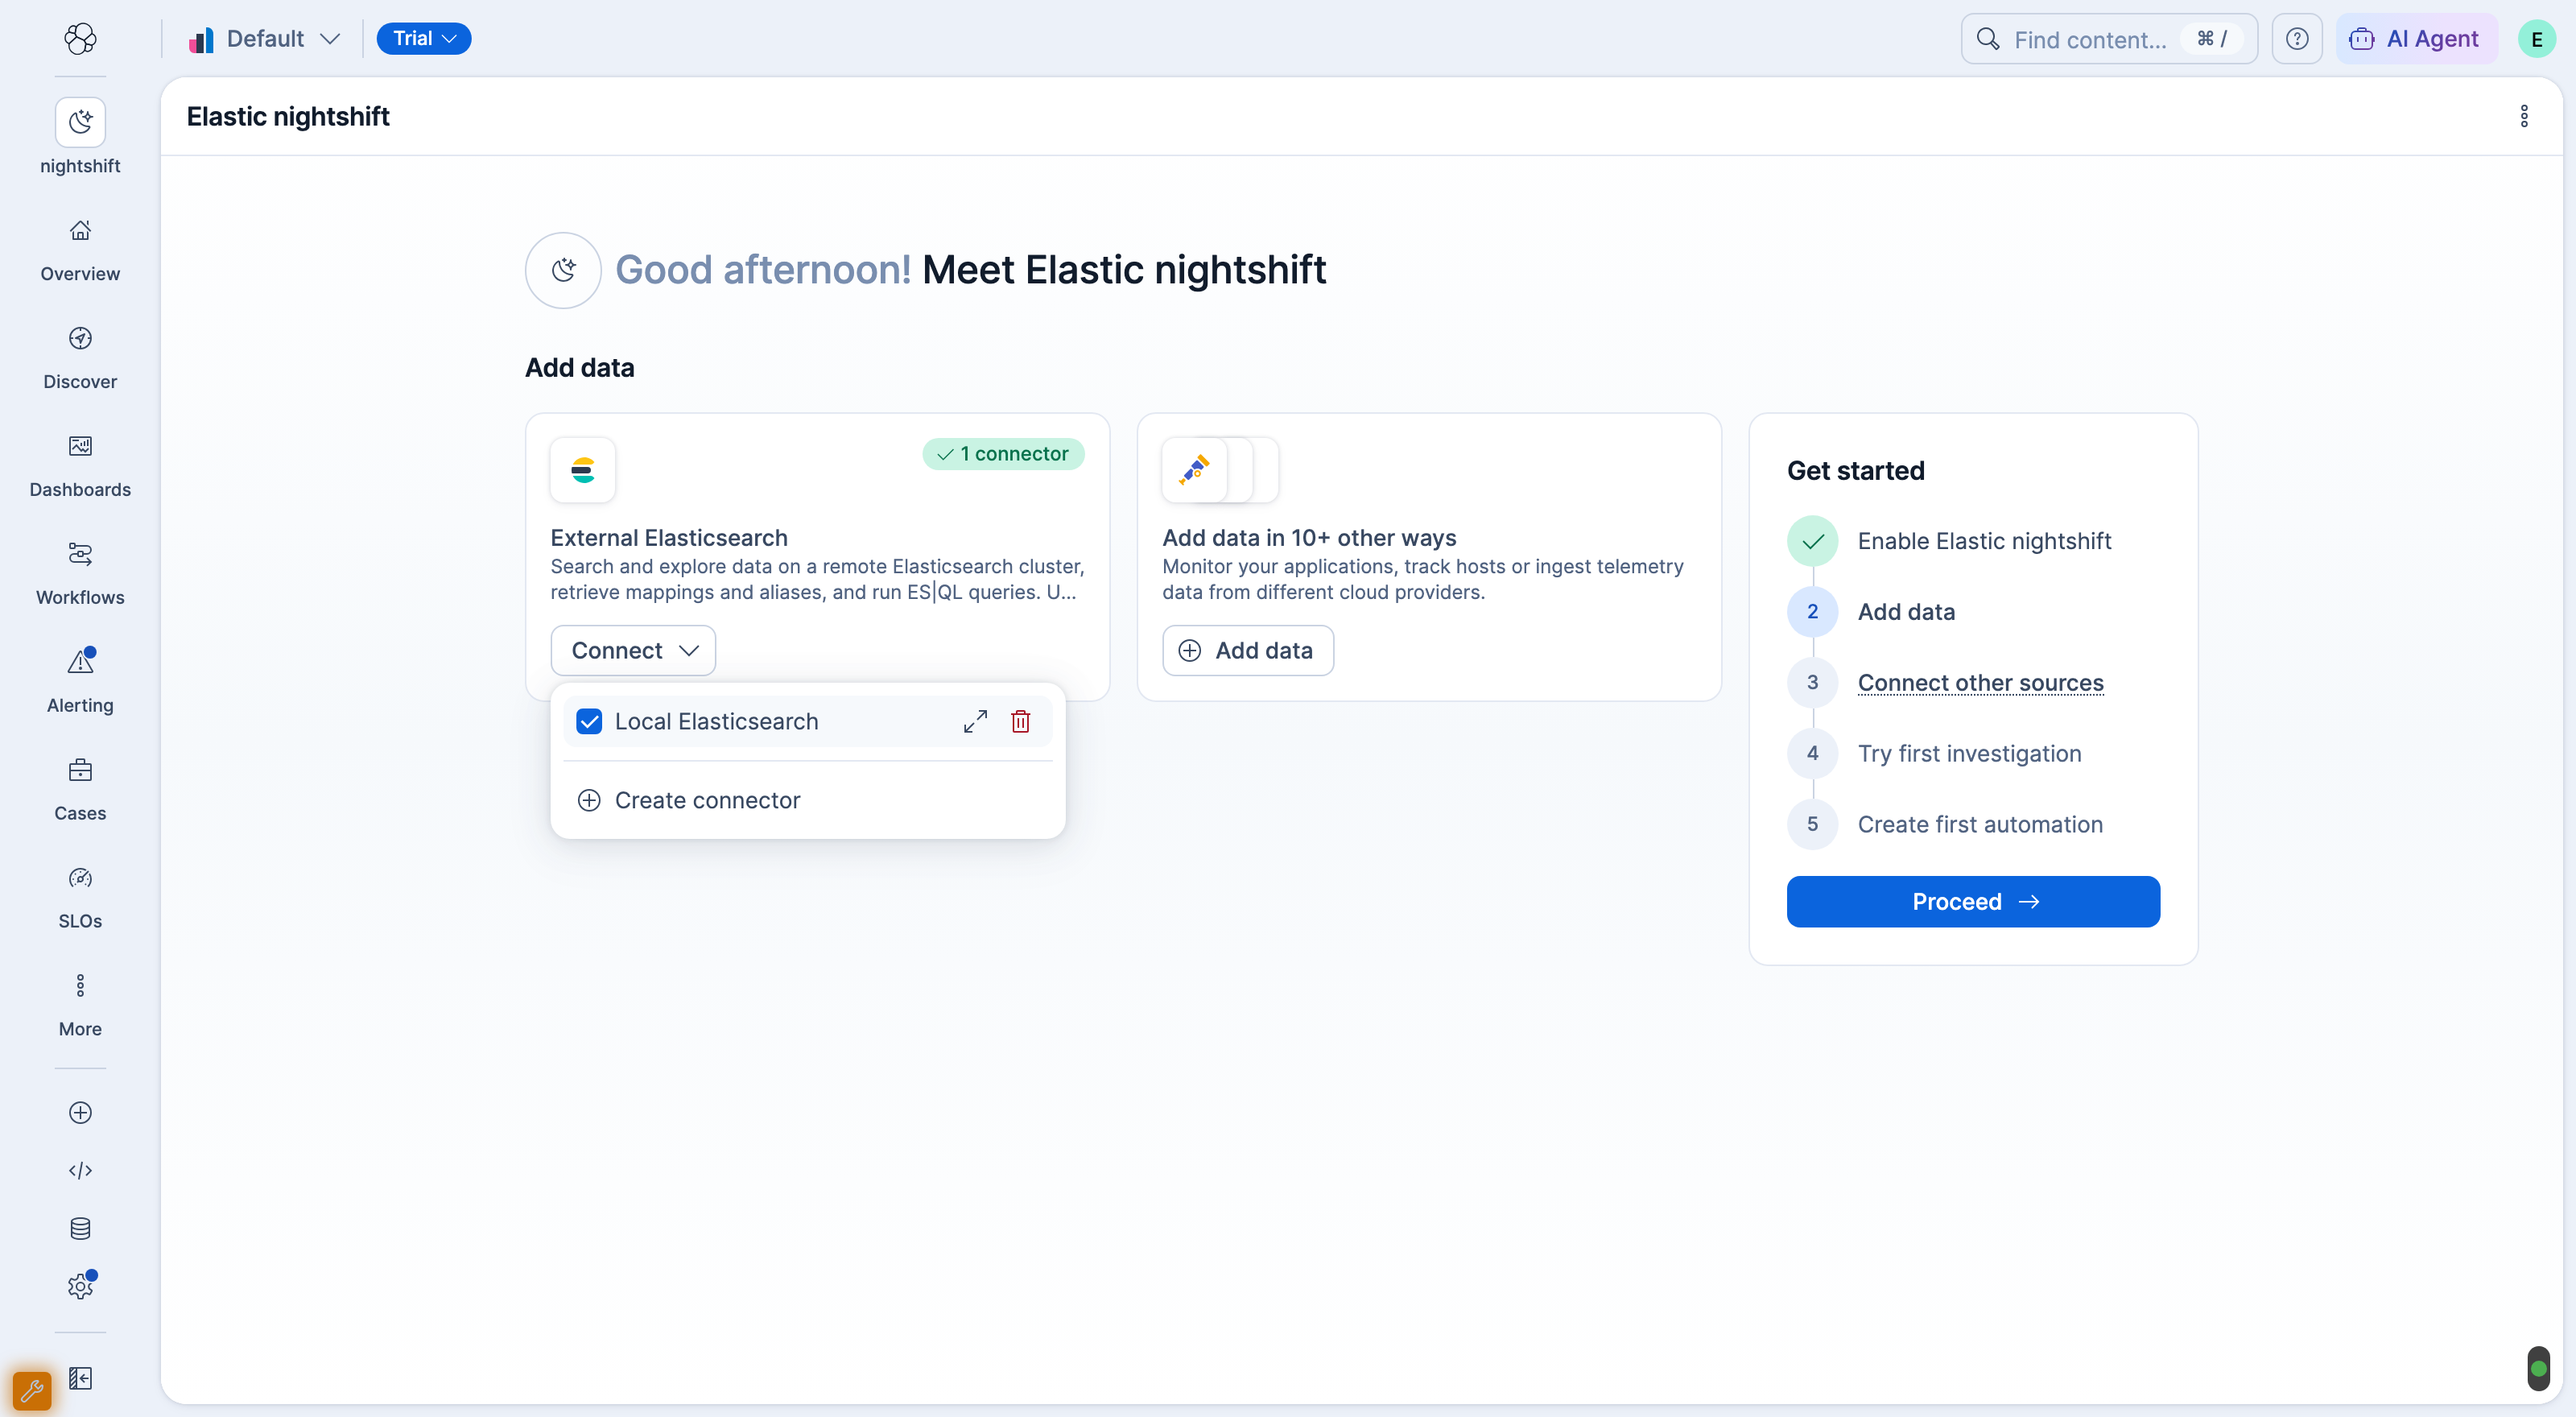 Default
Trial
Find content...
⌘ /
AI Agent
E
nightshift
Overview
Discover
Dashboards
Workflows
Alerting
Cases
SLOs
More
Elastic nightshift
Good afternoon! Meet Elastic nightshift
Add data
1 connector
External Elasticsearch
Search and explore data on a remote Elasticsearch cluster,
retrieve mappings and aliases, and run ES|QL queries. U...
Connect
Local Elasticsearch
Create connector
Add data in 10+ other ways
Monitor your applications, track hosts or ingest telemetry
data from different cloud providers.
Add data
Get started
Enable Elastic nightshift
2 Add data
3 Connect other sources
4 Try first investigation
5 Create first automation
Proceed